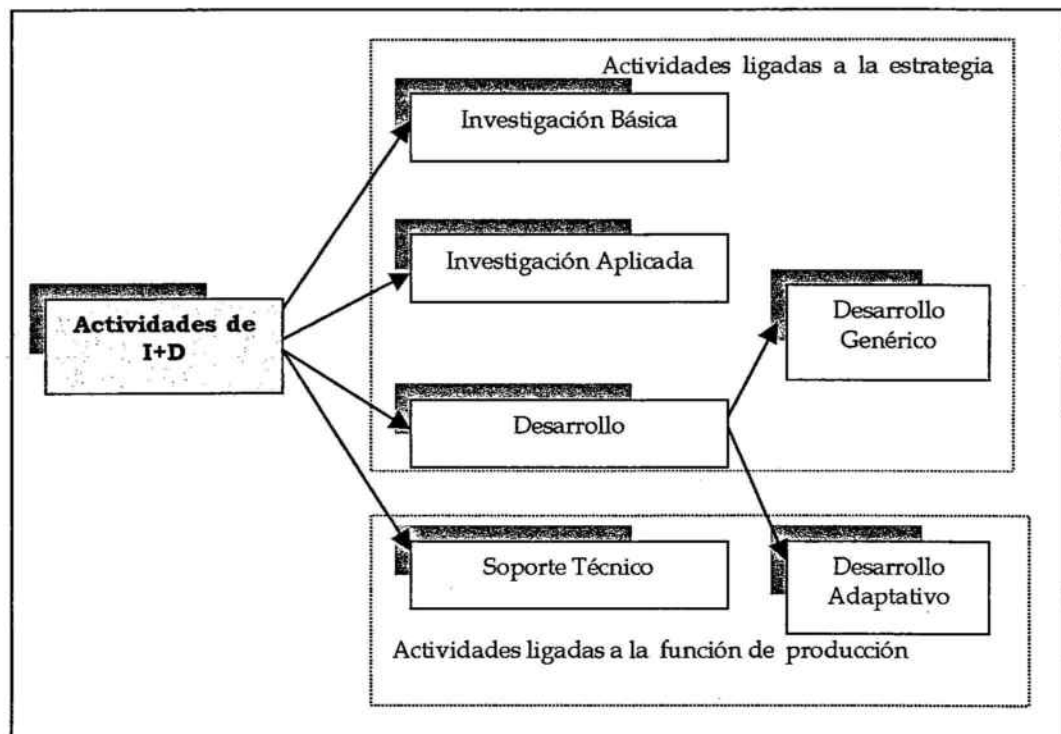 Actividades ligadas a la estrategia
Investigación Básica
Investigación Aplicada
Actividades de
I+D
Desarrollo
Genérico
Desarrollo
Soporte Técnico
Desarrollo
Adaptativo
Actividades ligadas a la función de producción